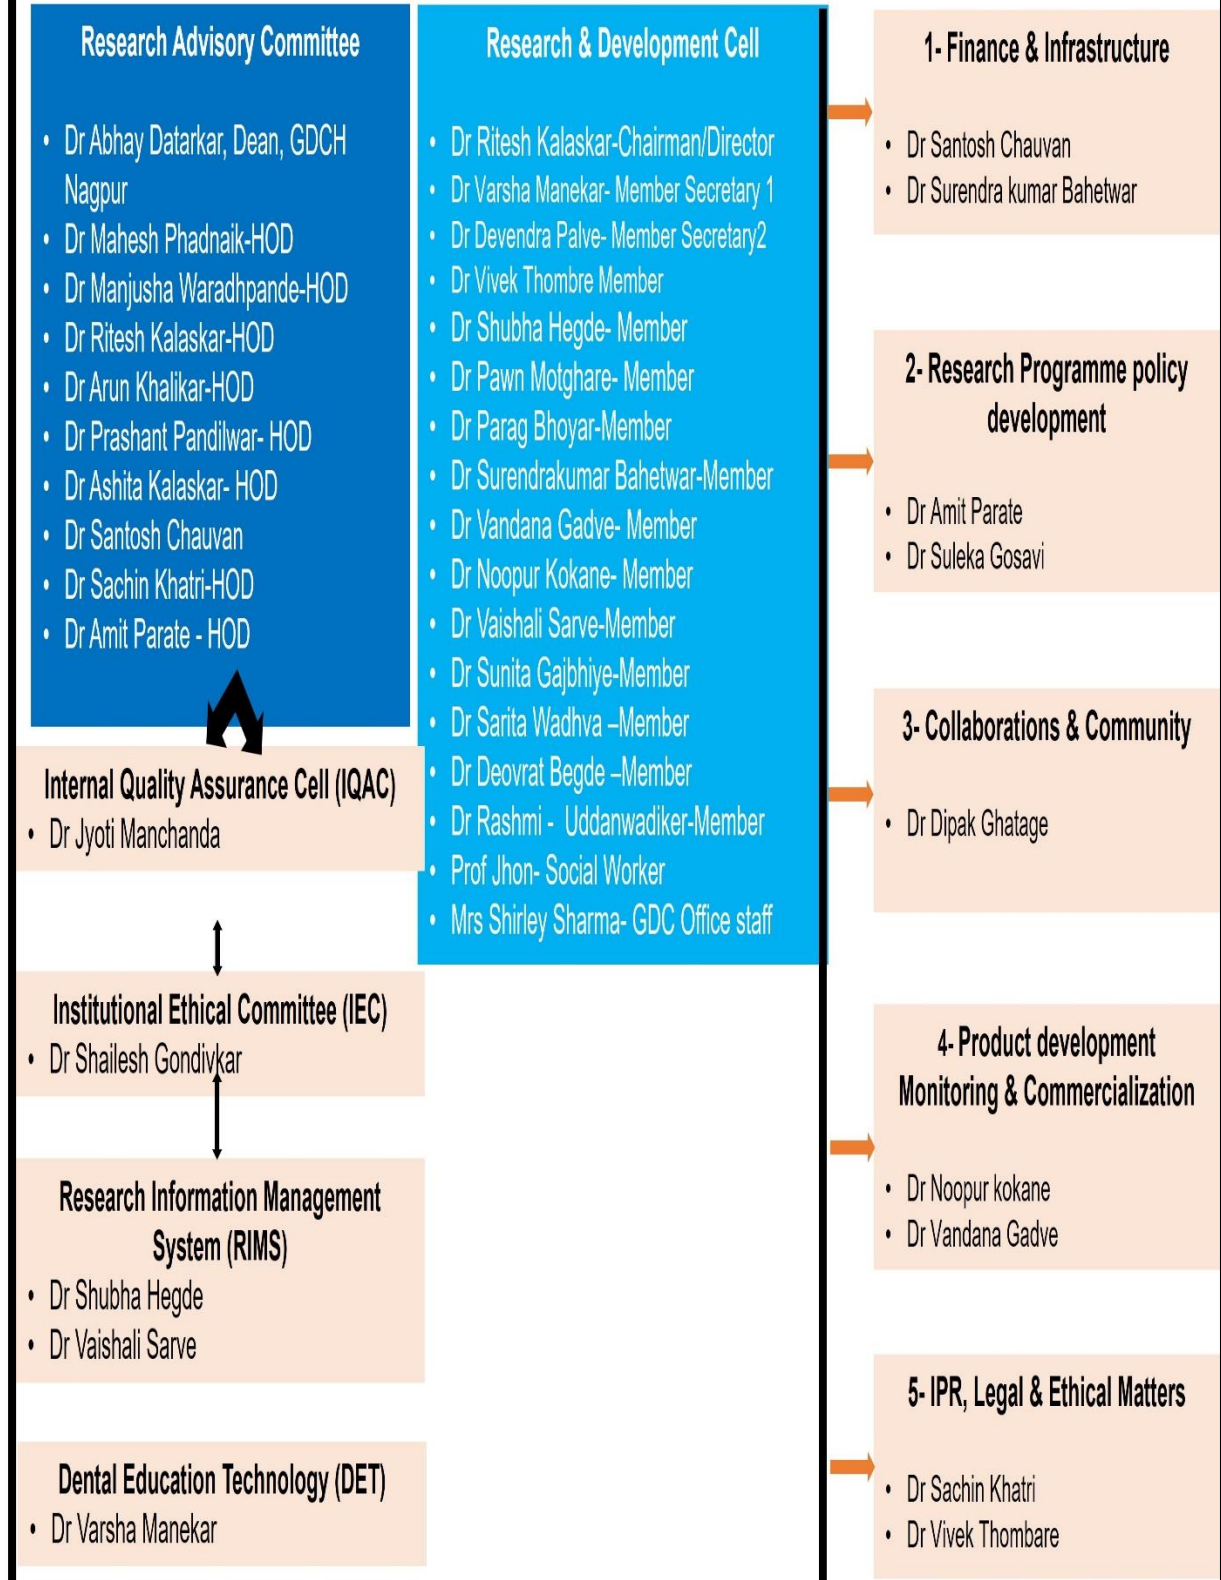 Research Advisory Committee
• Dr Abhay Datarkar, Dean, GDCH
Nagpur
• Dr Mahesh Phadnaik-HOD
• Dr Manjusha Waradhpande-HOD
• Dr Ritesh Kalaskar-HOD
• Dr Arun Khalikar-HOD
• Dr Prashant Pandilwar- HOD
• Dr Ashita Kalaskar- HOD
• Dr Santosh Chauvan
• Dr Sachin Khatri-HOD
• Dr Amit Parate - HOD
Internal Quality Assurance Cell (IQAC)
• Dr Jyoti Manchanda
Institutional Ethical Committee (IEC)
• Dr Shailesh Gondivkar
Research Information Management
System (RIMS)
• Dr Shubha Hegde
• Dr Vaishali Sarve
Dental Education Technology (DET)
• Dr Varsha Manekar
Research & Development Cell
• Dr Ritesh Kalaskar-Chairman/Director
• Dr Varsha Manekar- Member Secretary 1
• Dr Devendra Palve- Member Secretary2
• Dr Vivek Thombre Member
• Dr Shubha Hegde- Member
• Dr Pawn Motghare- Member
• Dr Parag Bhoyar-Member
• Dr Surendrakumar Bahetwar-Member
• Dr Vandana Gadve- Member
• Dr Noopur Kokane- Member
• Dr Vaishali Sarve-Member
• Dr Sunita Gajbhiye-Member
• Dr Sarita Wadhva –Member
• Dr Deovrat Begde –Member
• Dr Rashmi - Uddanwadiker-Member
• Prof Jhon- Social Worker
• Mrs Shirley Sharma- GDC Office staff
1- Finance & Infrastructure
• Dr Santosh Chauvan
• Dr Surendra kumar Bahetwar
2- Research Programme policy
development
• Dr Amit Parate
• Dr Suleka Gosavi
3- Collaborations & Community
• Dr Dipak Ghatage
4- Product development
Monitoring & Commercialization
• Dr Noopur kokane
• Dr Vandana Gadve
5- IPR, Legal & Ethical Matters
• Dr Sachin Khatri
• Dr Vivek Thombare